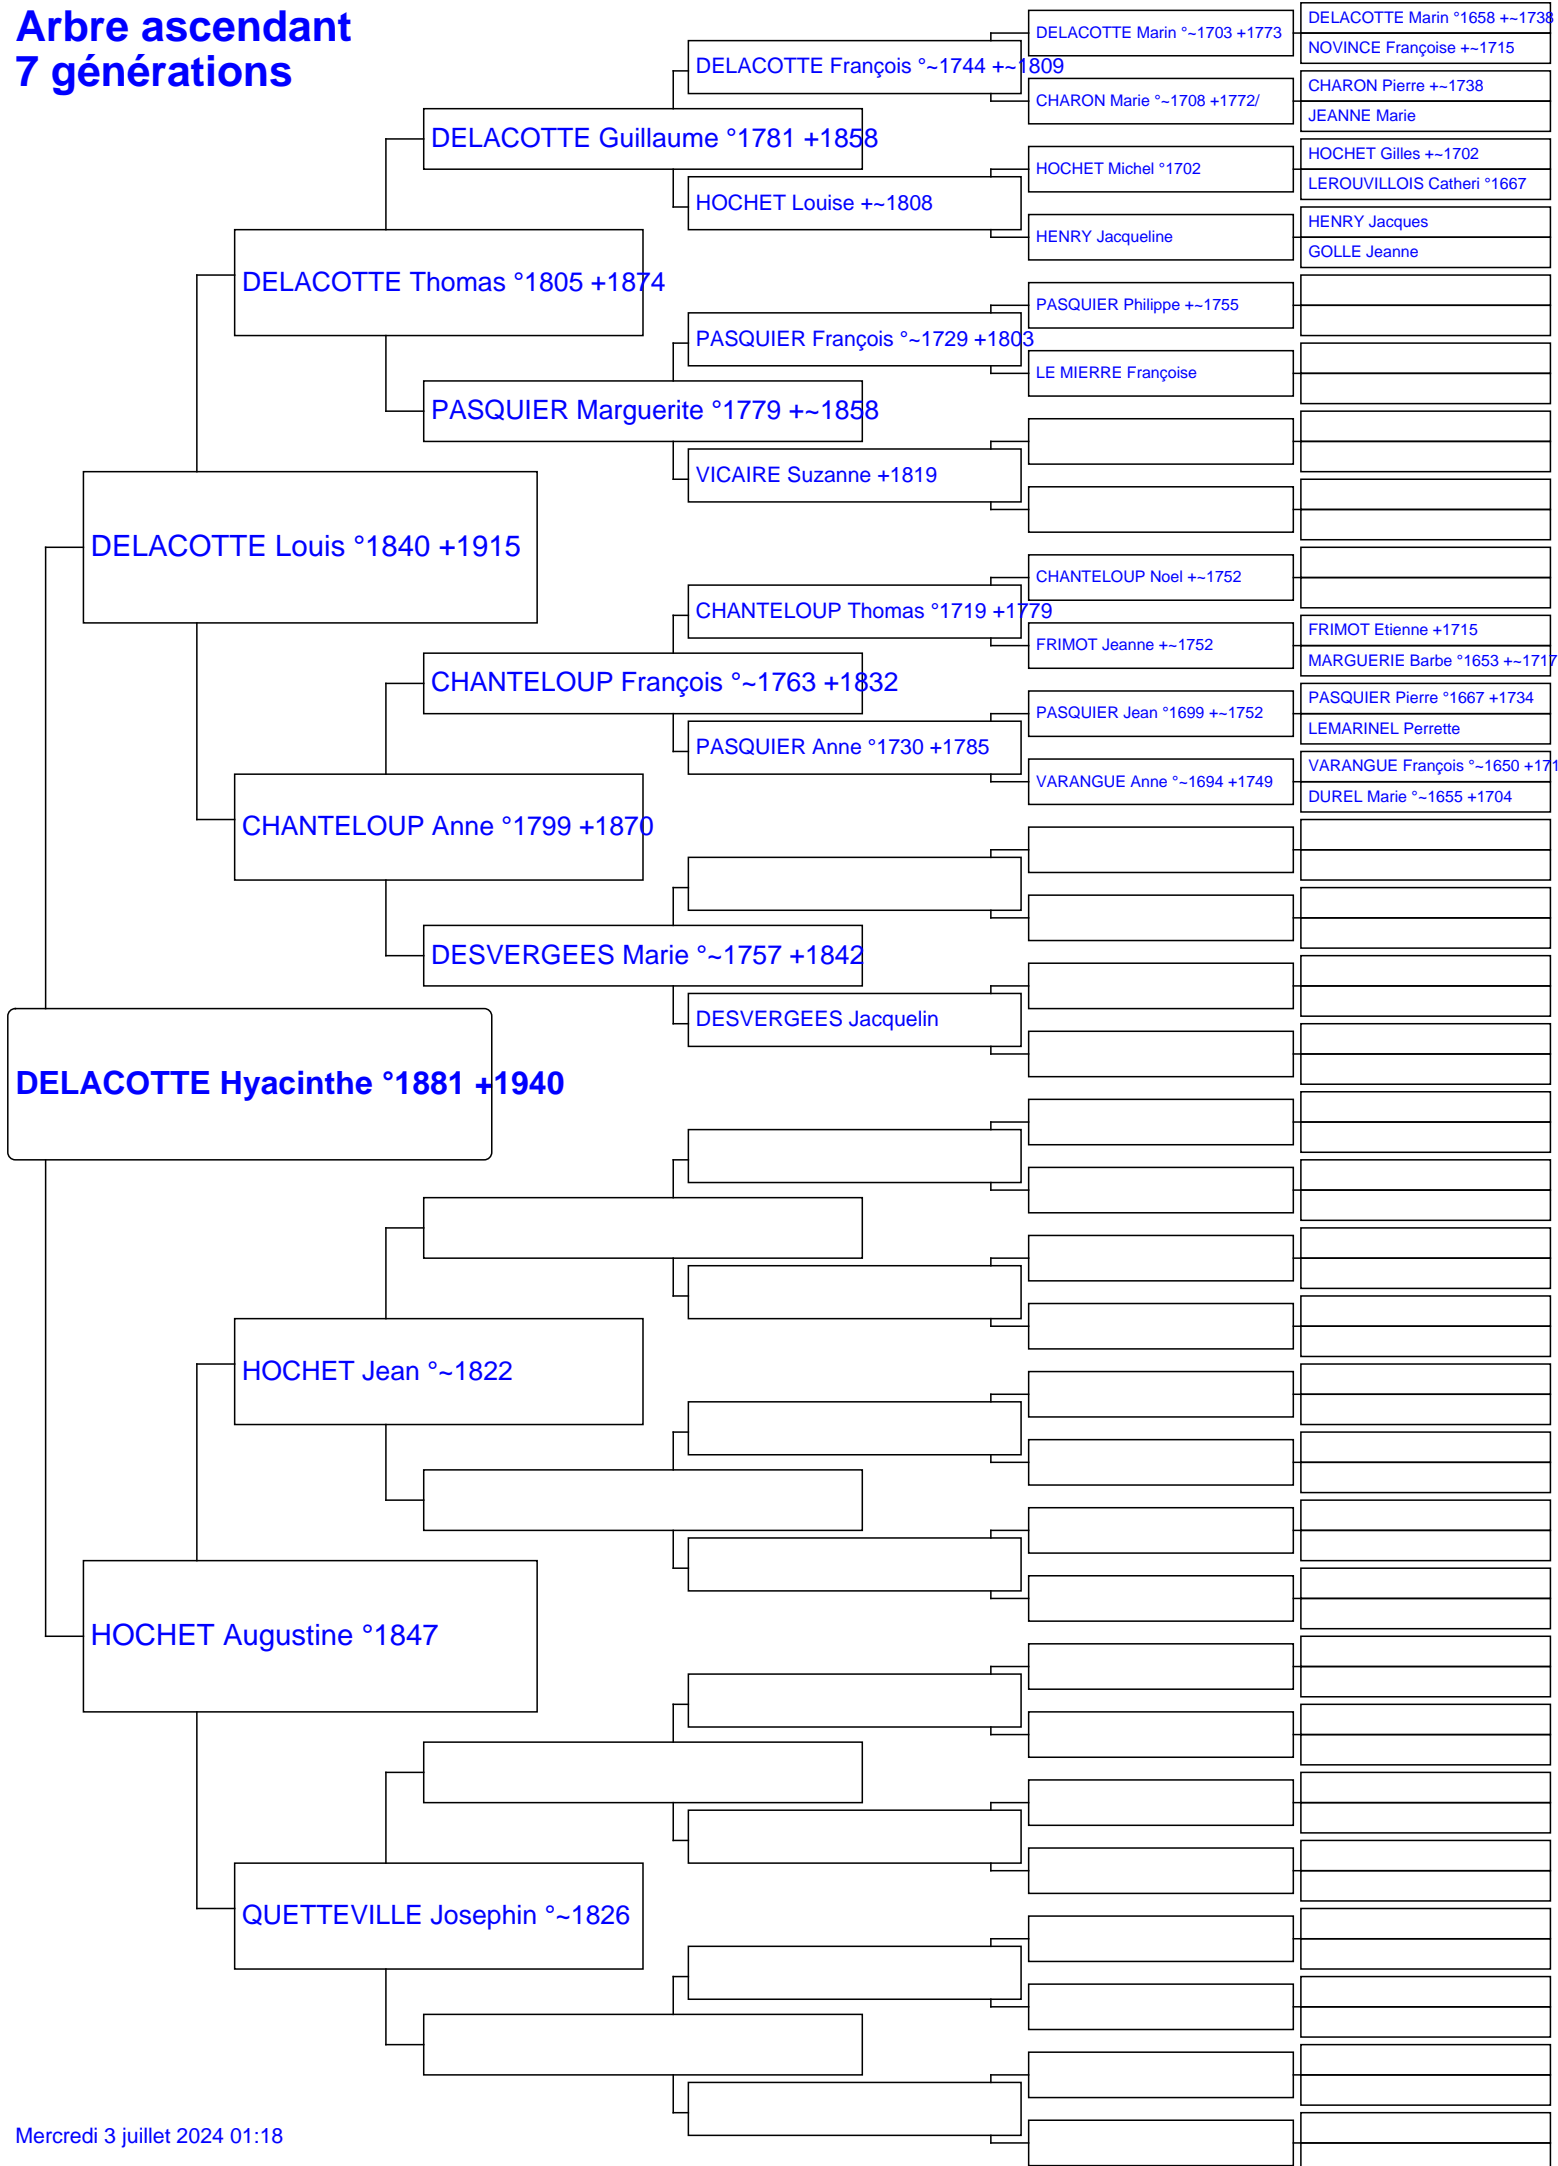 Arbre ascendant
7 générations
DELACOTTE Marin °1658 +~1738
DELACOTTE Marin °~1703 +1773
NOVINCE Françoise +~1715
DELACOTTE François °~1744 +~1809
CHARON Pierre +~1738
CHARON Marie °~1708 +1772/
JEANNE Marie
DELACOTTE Guillaume °1781 +1858
HOCHET Gilles +~1702
HOCHET Michel °1702
LEROUVILLOIS Catheri °1667
HOCHET Louise +~1808
HENRY Jacques
HENRY Jacqueline
GOLLE Jeanne
DELACOTTE Thomas °1805 +1874
PASQUIER Philippe +~1755
PASQUIER François °~1729 +1803
LE MIERRE Françoise
PASQUIER Marguerite °1779 +~1858
VICAIRE Suzanne +1819
DELACOTTE Louis °1840 +1915
CHANTELOUP Noel +~1752
CHANTELOUP Thomas °1719 +1779
FRIMOT Etienne +1715
FRIMOT Jeanne +~1752
MARGUERIE Barbe °1653 +~1717
CHANTELOUP François °~1763 +1832
PASQUIER Pierre °1667 +1734
PASQUIER Jean °1699 +~1752
LEMARINEL Perrette
PASQUIER Anne °1730 +1785
VARANGUE François °~1650 +171
VARANGUE Anne °~1694 +1749
DUREL Marie °~1655 +1704
CHANTELOUP Anne °1799 +1870
DESVERGEES Marie °~1757 +1842
DESVERGEES Jacquelin
DELACOTTE Hyacinthe °1881 +1940
HOCHET Jean °~1822
HOCHET Augustine °1847
QUETTEVILLE Josephin °~1826
Mercredi 3 juillet 2024 01:18